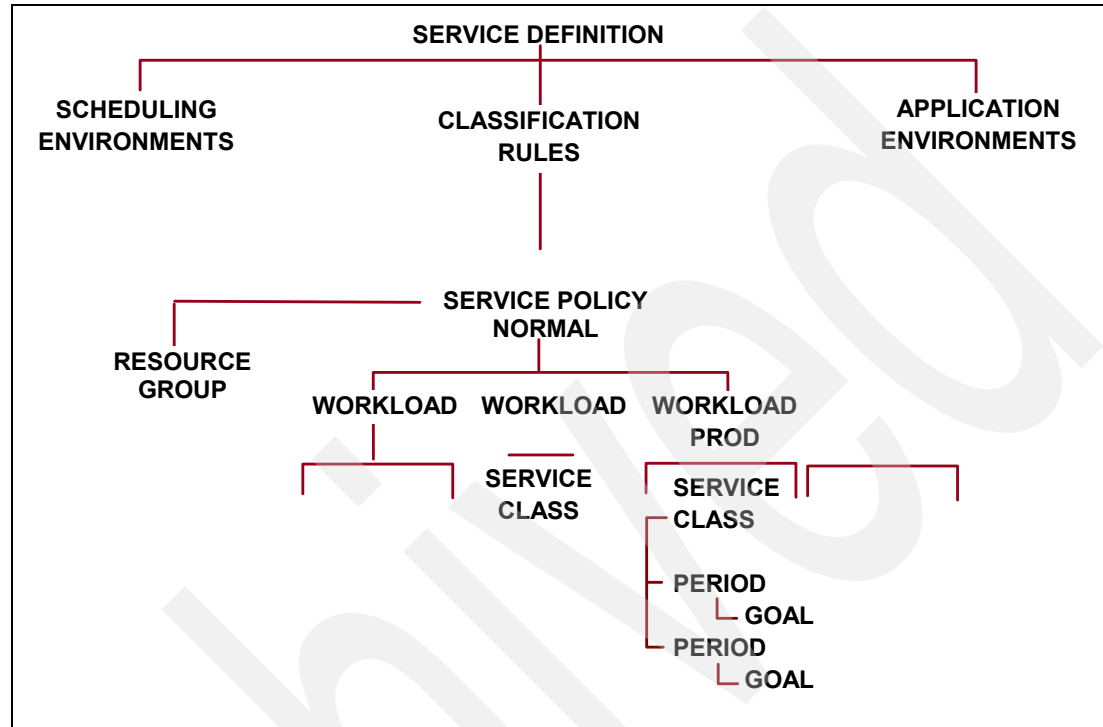 SERVICE DEFINITION
SCHEDULING
ENVIRONMENTS
CLASSIFICATION
RULES
APPLICATION
ENVIRONMENTS
SERVICE POLICY
NORMAL
RESOURCE
GROUP
WORKLOAD
WORKLOAD
WORKLOAD
PROD
SERVICE
CLASS
SERVICE
CLASS
PERIOD
GOAL
PERIOD
GOAL
hived